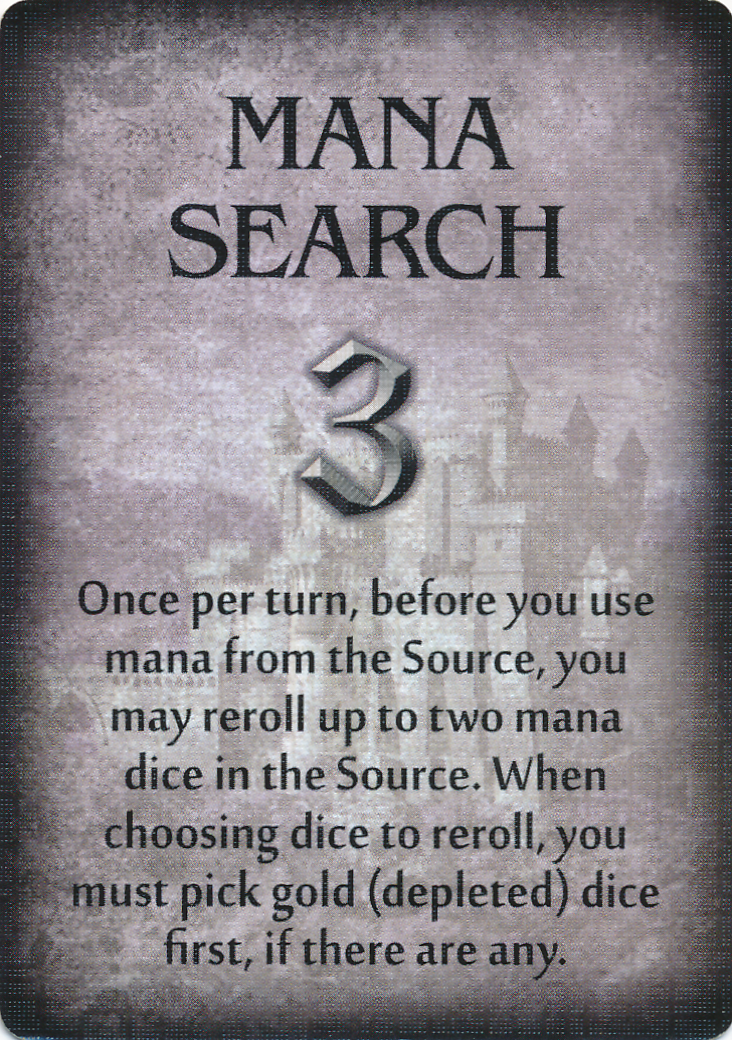 MANA
SEARCH
3
Once per turn, before you use
mana from the Source, you
may reroll up to two mana
dice in the Source. When
choosing dice to reroll, you
must pick gold (depleted) dice
first, if there are any.